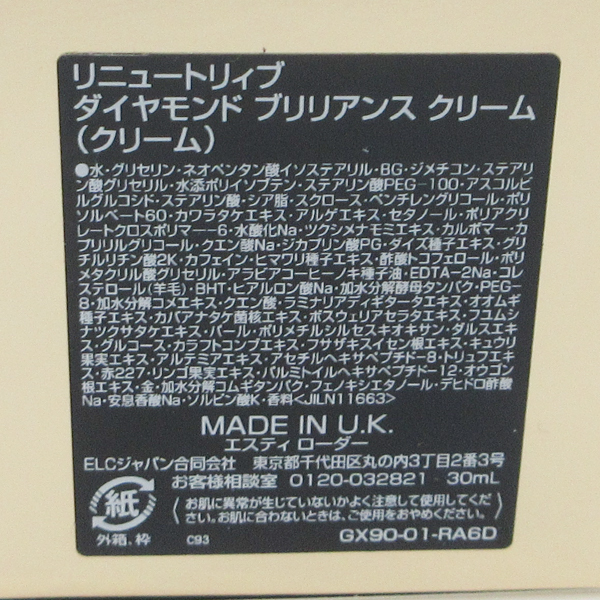 リニュートリィブ
ダイヤモンド ブリリアンス クリーム
(クリーム)
●水・グリセリン・ネオペンタン酸イソステアリル・BG・ジメチコン・ステアリ
ン酸グリセリル・水添ポリイソブテン・ステアリン酸PEG-100・アスコルビ
ルグルコシド・ステアリン酸・シア脂・スクロース・ペンチレングリコール・ポリ
ソルベート60・カワラタケエキス・アルゲエキス・セタノール・ポリアクリ
レートクロスポリマー-6・水酸化Na・ツクシメナモミエキス・カルボマー・カ
プリリルグリコール・クエン酸Na・ジカプリン酸PG・ダイズ種子エキス・グリ
チルリチン酸2K・カフェイン・ヒマワリ種子エキス・酢酸トコフェロール・ポリ
メタクリル酸グリセリル・アラビアコーヒーノキ種子油・EDTA-2Na・コレ
ステロール(羊毛)・BHT・ヒアルロン酸Na・加水分解酵母タンパク・PEG-
8・加水分解コメエキス・クエン酸・ラミナリアディギタータエキス・オオムギ
種子エキス・カバアナタケ菌核エキス・ボスウェリアセラタエキス・フユムシ
ナツクサタケエキス・パール・ポリメチルシルセスキオキサン・ダルスエキ
ス・グルコース・カラフトコンブエキス・フサザキスイセン根エキス・キュウリ
果実エキス・アルテミアエキス・アセチルヘキサペプチド-8・トリュフエキ
ス・赤227・リンゴ果実エキス・パルミトイルヘキサペプチド-12・オウゴン
根エキス・金・加水分解コムギタンパク・フェノキシエタノール・デヒドロ酢酸
Na・安息香酸Na・ソルビン酸K・香料<JILN11663>
MADE IN U.K.
エスティ ローダー
ELCジャパン合同会社 東京都千代田区丸の内3丁目2番3号
お客様相談室 0120-032821 30mL
紙
外箱、枠
〈お肌に異常が生じていないかよく注意して使用してくだ
さい。お肌に合わないときは、ご使用をおやめください。〉
C93
GX90-01-RA6D